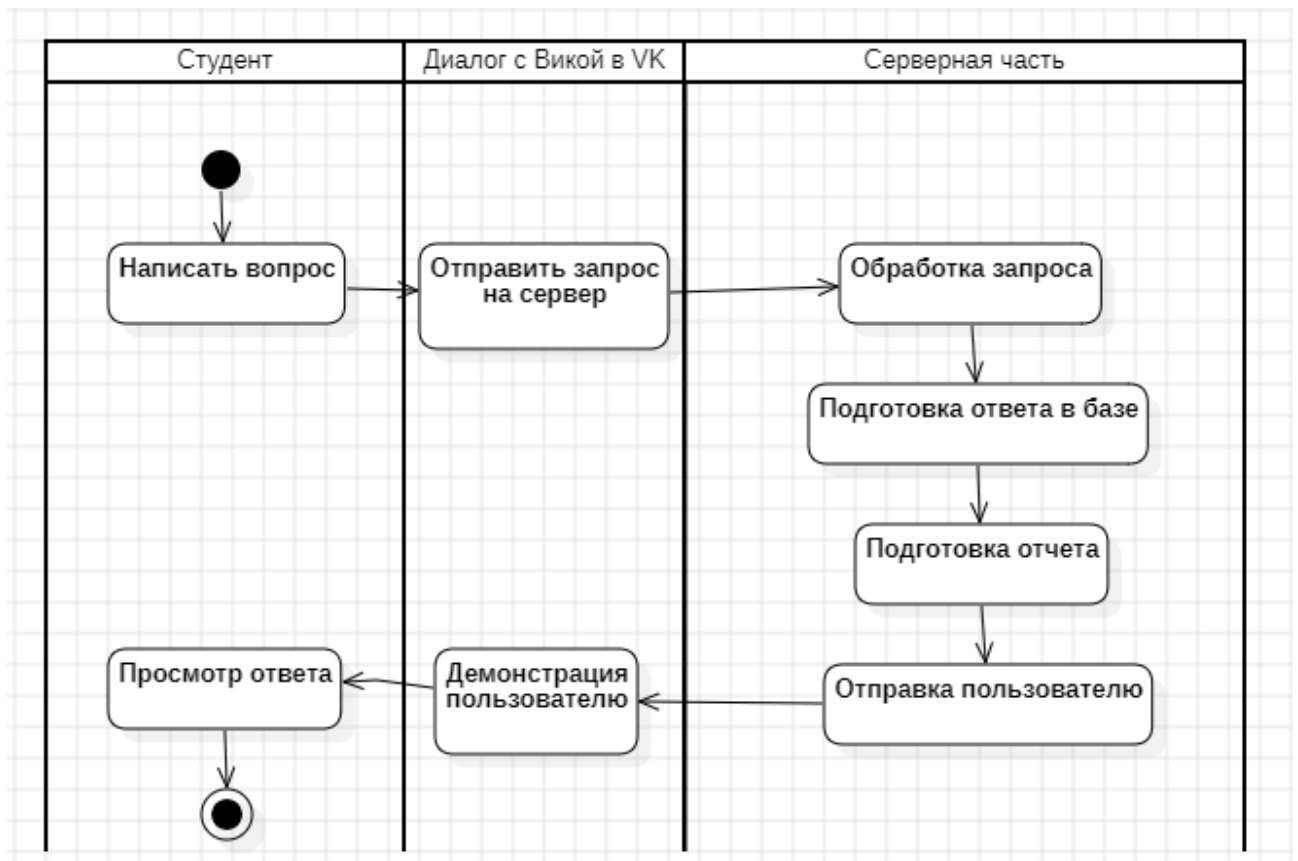 Студент
Диалог с Викой в VK
Серверная часть
Написать вопрос
Отправить запрос
на сервер
Обработка запроса
Подготовка ответа в базе
Подготовка отчета
Отправка пользователю
Демонстрация
пользователю
Просмотр ответа